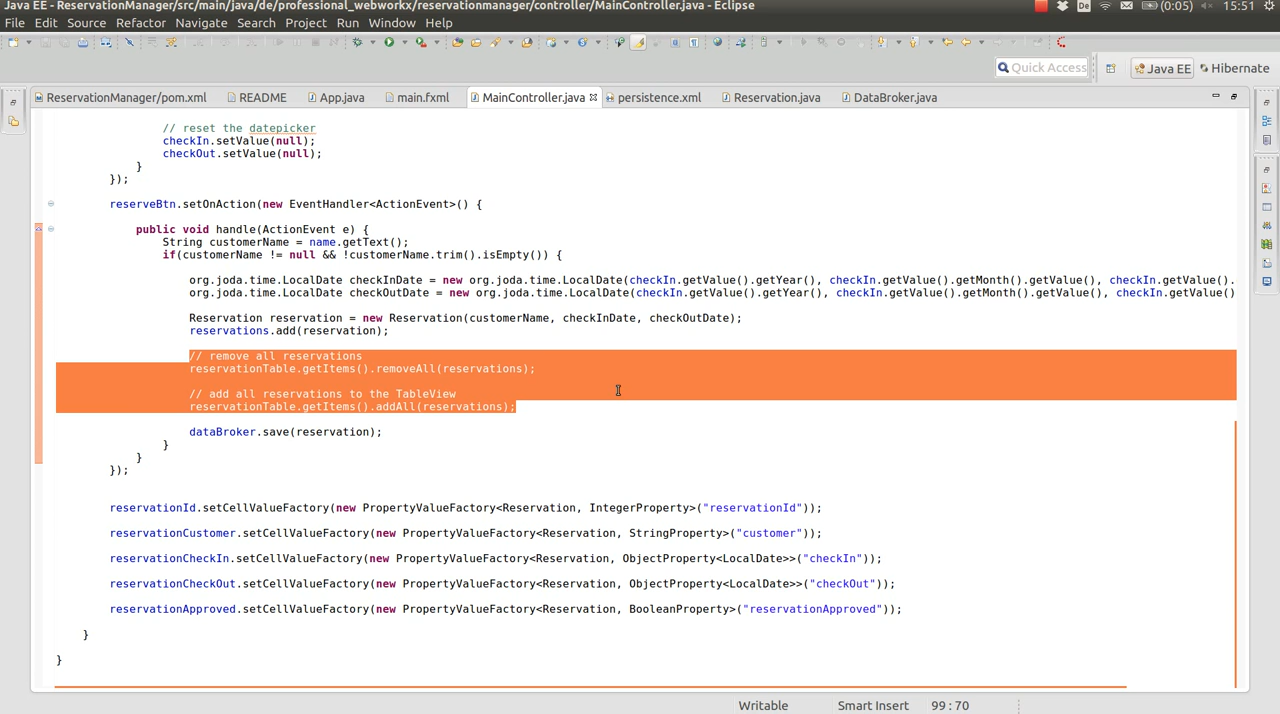 Java EE - ReservationManager/src/main/java/de/professional_webworkx/reservationmanager/controller/MainController.java - Eclipse
De
(0:05)
15:51
File Edit Source Refactor Navigate Search Project Run Window Help
Quick Access
Java EE
Hibernate
ReservationManager/pom.xml
README
App.java
main.fxml
MainController.java
persistence.xml
Reservation.java
DataBroker.java
// reset the datepicker
checkIn.setValue(null);
checkOut.setValue(null);
}
});
reserveBtn.setOnAction(new EventHandler<ActionEvent>() {
public void handle(ActionEvent e) {
String customerName = name.getText();
if(customerName != null && !customerName.trim().isEmpty()) {
org.joda.time.LocalDate checkInDate = new org.joda.time.LocalDate(checkIn.getValue().getYear(), checkIn.getValue().getMonth().getValue(), checkIn.getValue().
org.joda.time.LocalDate checkOutDate = new org.joda.time.LocalDate(checkIn.getValue().getYear(), checkIn.getValue().getMonth().getValue(), checkIn.getValue()
Reservation reservation = new Reservation(customerName, checkInDate, checkOutDate);
reservations.add(reservation);
// remove all reservations
reservationTable.getItems().removeAll(reservations);
// add all reservations to the TableView
reservationTable.getItems().addAll(reservations);
dataBroker.save(reservation);
}
}
});
reservationId.setCellValueFactory(new PropertyValueFactory<Reservation, IntegerProperty>("reservationId"));
reservationCustomer.setCellValueFactory(new PropertyValueFactory<Reservation, StringProperty>("customer"));
reservationCheckIn.setCellValueFactory(new PropertyValueFactory<Reservation, ObjectProperty<LocalDate>>("checkIn"));
reservationCheckOut.setCellValueFactory(new PropertyValueFactory<Reservation, ObjectProperty<LocalDate>>("checkOut"));
reservationApproved.setCellValueFactory(new PropertyValueFactory<Reservation, BooleanProperty>("reservationApproved"));
}
}
Writable
Smart Insert
99 : 70